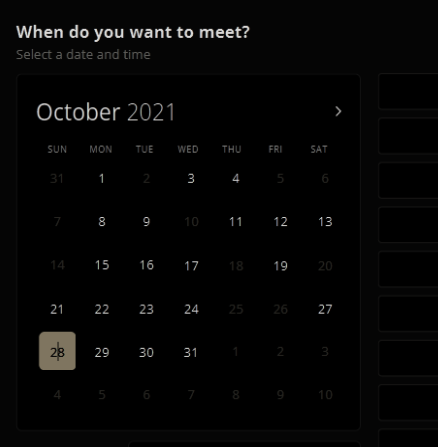 When do you want to meet?
Select a date and time
October 2021
SUN MON TUE WED THU FRI SAT
31 1 2 3 4 5 6
7 8 9 10 11 12 13
14 15 16 17 18 19 20
21 22 23 24 25 26 27
28 29 30 31 1 2 3
4 5 6 7 8 9 10